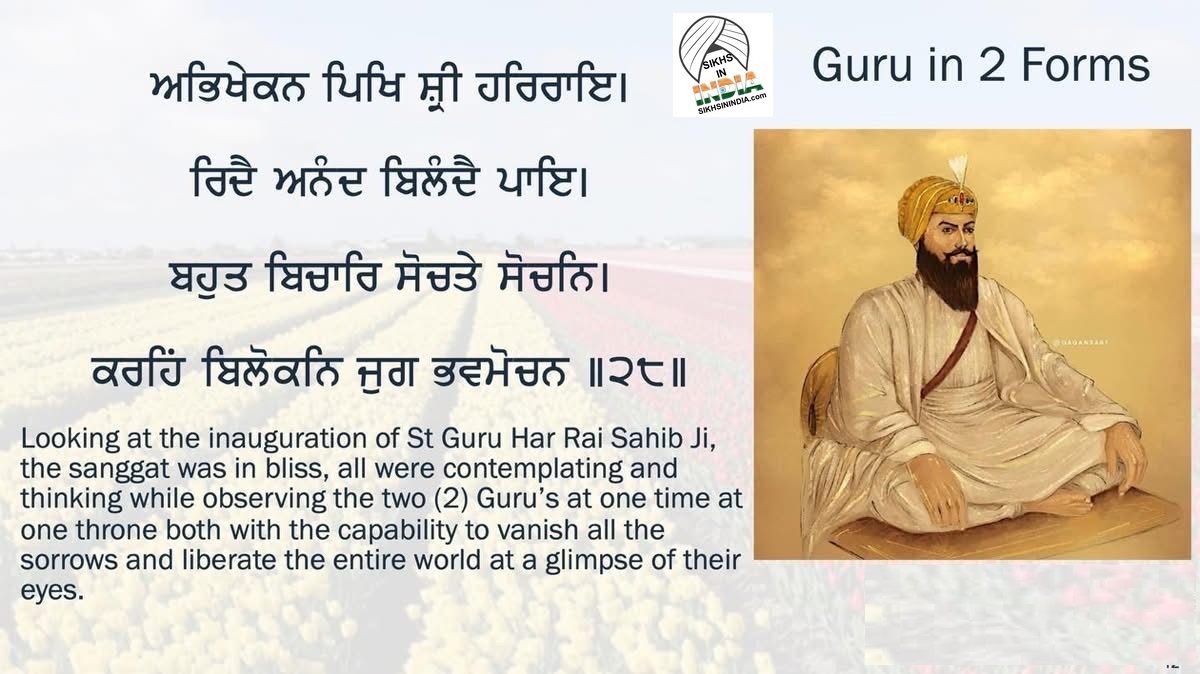 ਅਭਿਖੇਕਨ ਪਿਖਿ ਸ਼੍ਰੀ ਹਰਿਰਾਇ।
ਰਿਦੈ ਅਨੰਦ ਬਿਲੰਦੈ ਪਾਇ।
ਬਹੁਤ ਬਿਚਾਰਿ ਸੋਚਤੇ ਸੋਚਨਿ।
ਕਰਹਿਂ ਬਿਲੋਕਨਿ ਜੁਗ ਭਵਮੋਚਨ ॥੨੮॥
Looking at the inauguration of St Guru Har Rai Sahib Ji,
the sanggat was in bliss, all were contemplating and
thinking while observing the two (2) Guru’s at one time at
one throne both with the capability to vanish all the
sorrows and liberate the entire world at a glimpse of their
eyes.
SIKHS
IN
INDIA
SIKHSININDIA.com
Guru in 2 Forms
@GAGANSART